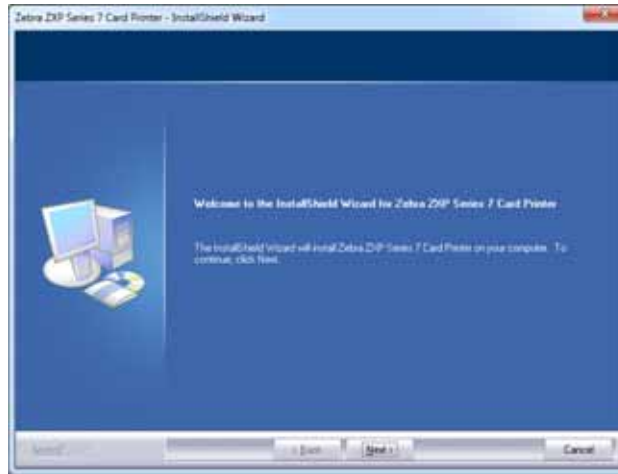 Zebra ZXP Series 7 Card Printer - InstallShield Wizard
Welcome to the InstallShield Wizard for Zebra ZXP Series 7 Card Printer
The InstallShield Wizard will install Zebra ZXP Series 7 Card Printer on your computer. To
continue, click Next.
< Back
Next >
Cancel